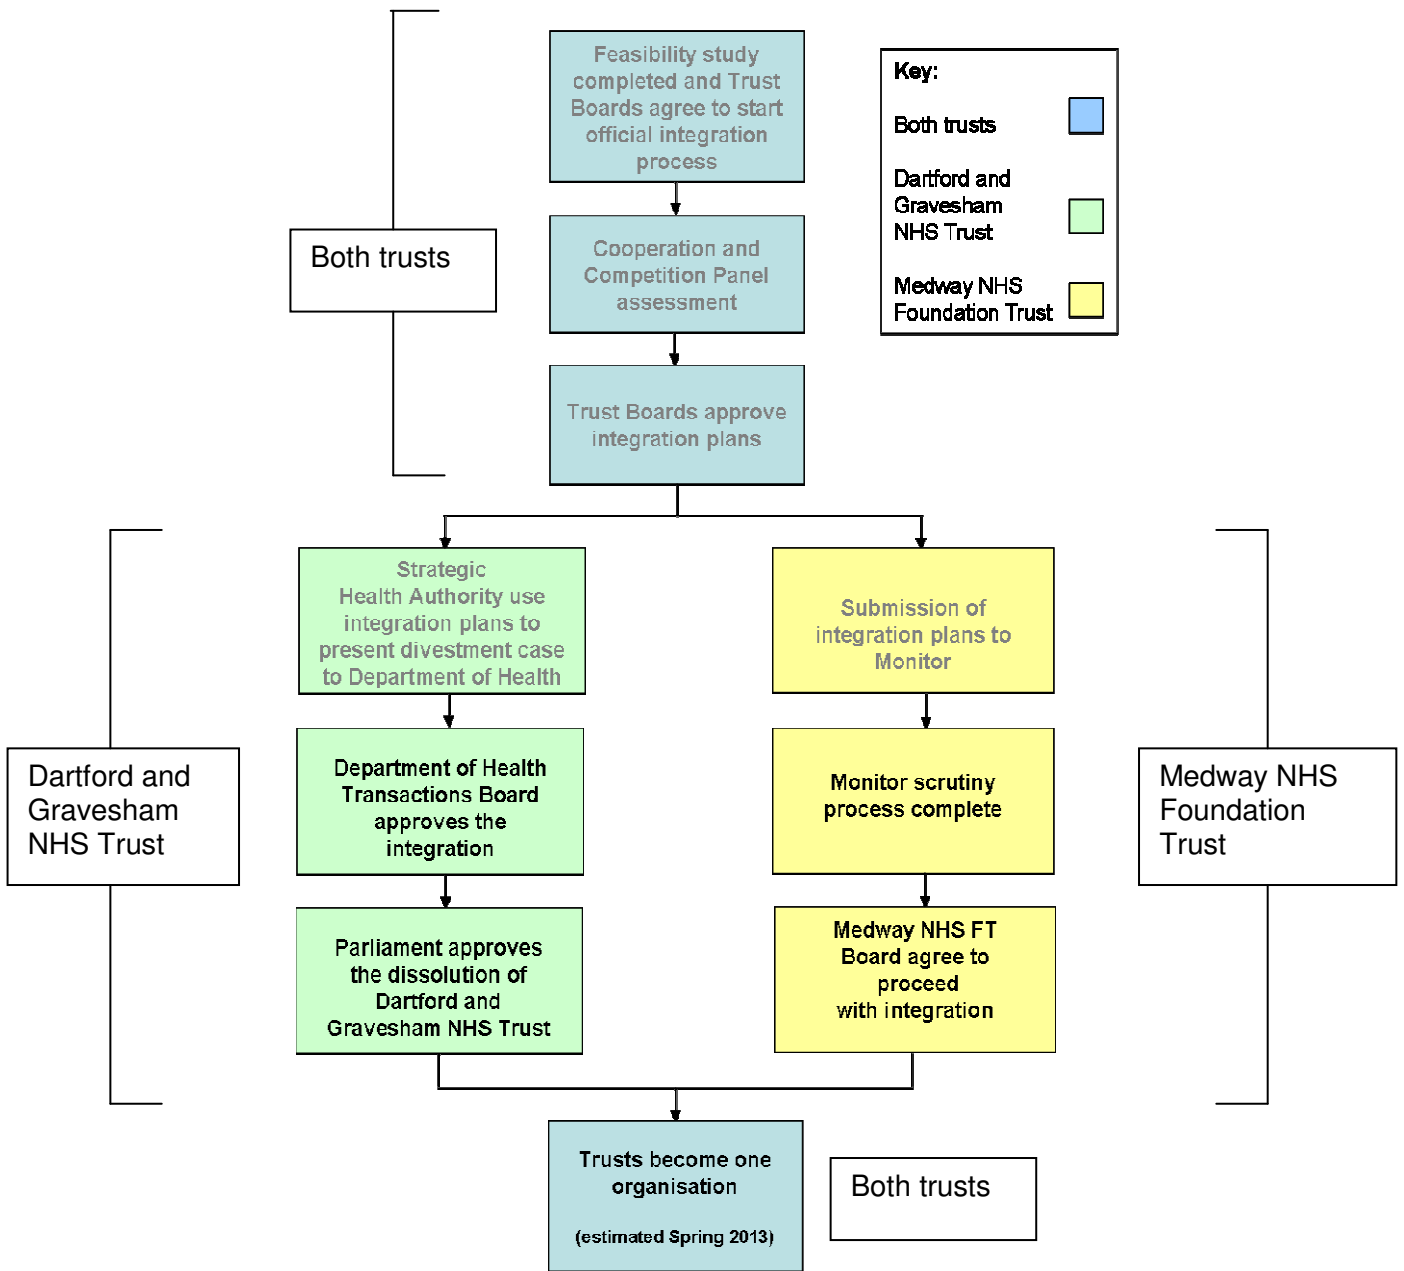 Feasibility study
completed and Trust
Boards agree to start
official integration
process
Key:
Both trusts
Dartford and
Gravesham
NHS Trust
Medway NHS
Foundation Trust
Both trusts
Cooperation and
Competition Panel
assessment
Trust Boards approve
integration plans
Strategic
Health Authority use
integration plans to
present divestment case
to Department of Health
Submission of
integration plans to
Monitor
Dartford and
Gravesham
NHS Trust
Department of Health
Transactions Board
approves the
integration
Monitor scrutiny
process complete
Medway NHS
Foundation
Trust
Parliament approves
the dissolution of
Dartford and
Gravesham NHS Trust
Medway NHS FT
Board agree to
proceed
with integration
Trusts become one
organisation
(estimated Spring 2013)
Both trusts